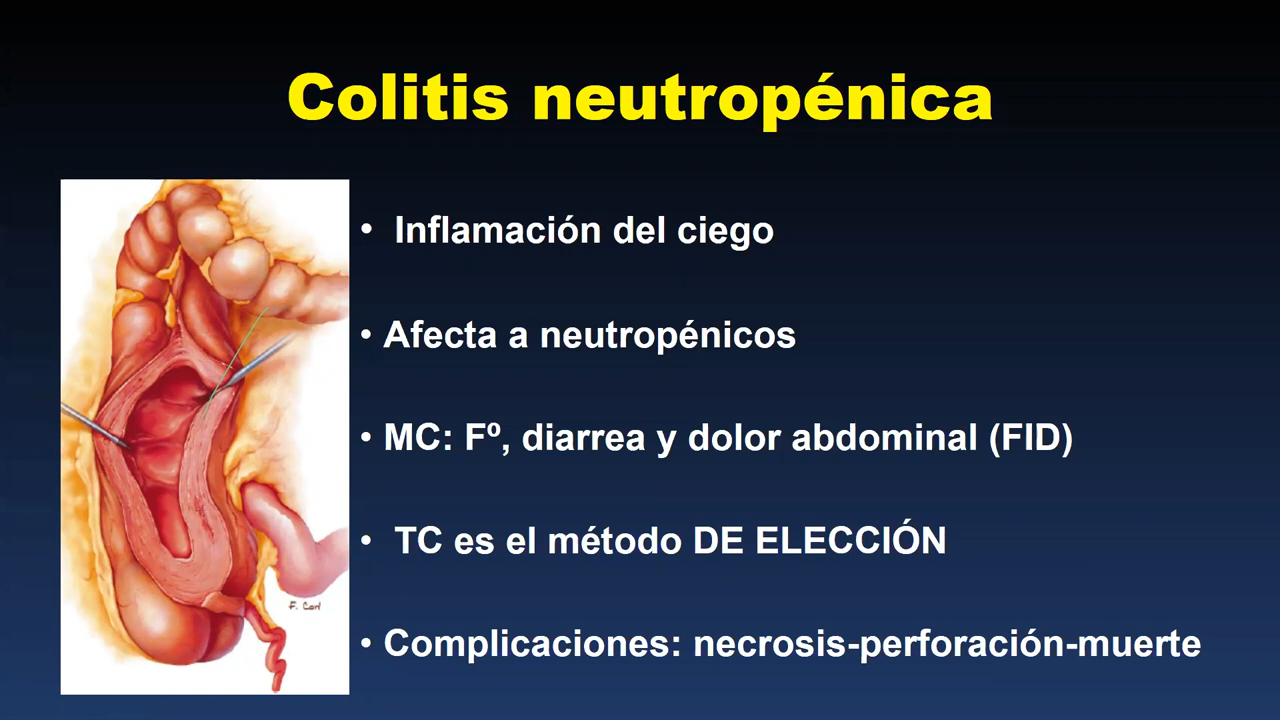 Colitis neutropénica
• Inflamación del ciego
• Afecta a neutropénicos
• MC: Fº, diarrea y dolor abdominal (FID)
• TC es el método DE ELECCIÓN
F. Corl
• Complicaciones: necrosis-perforación-muerte